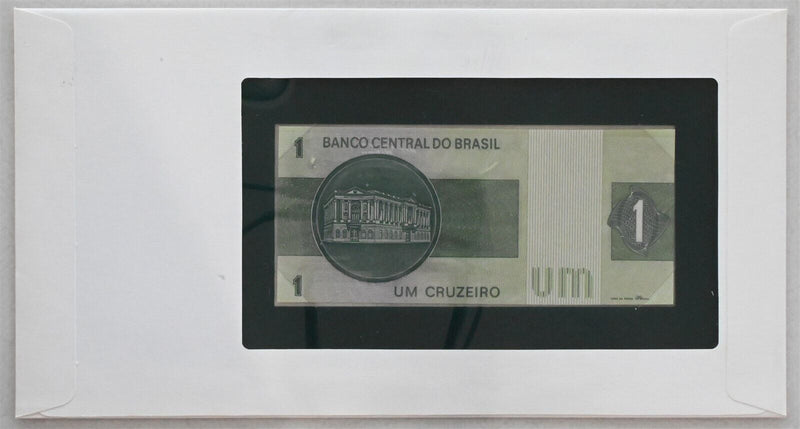 1 BANCO CENTRAL DO BRASIL
1
1 UM CRUZEIRO
um